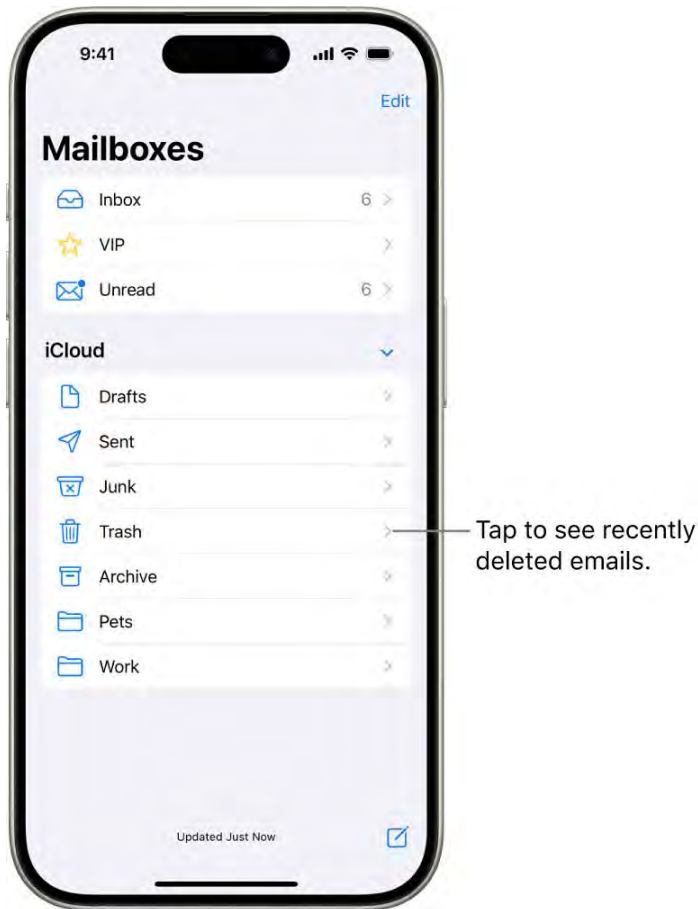 9:41
Edit
Mailboxes
Inbox 6
VIP
Unread 6
iCloud
Drafts
Sent
Junk
Trash
Tap to see recently
deleted emails.
Archive
Pets
Work
Updated Just Now